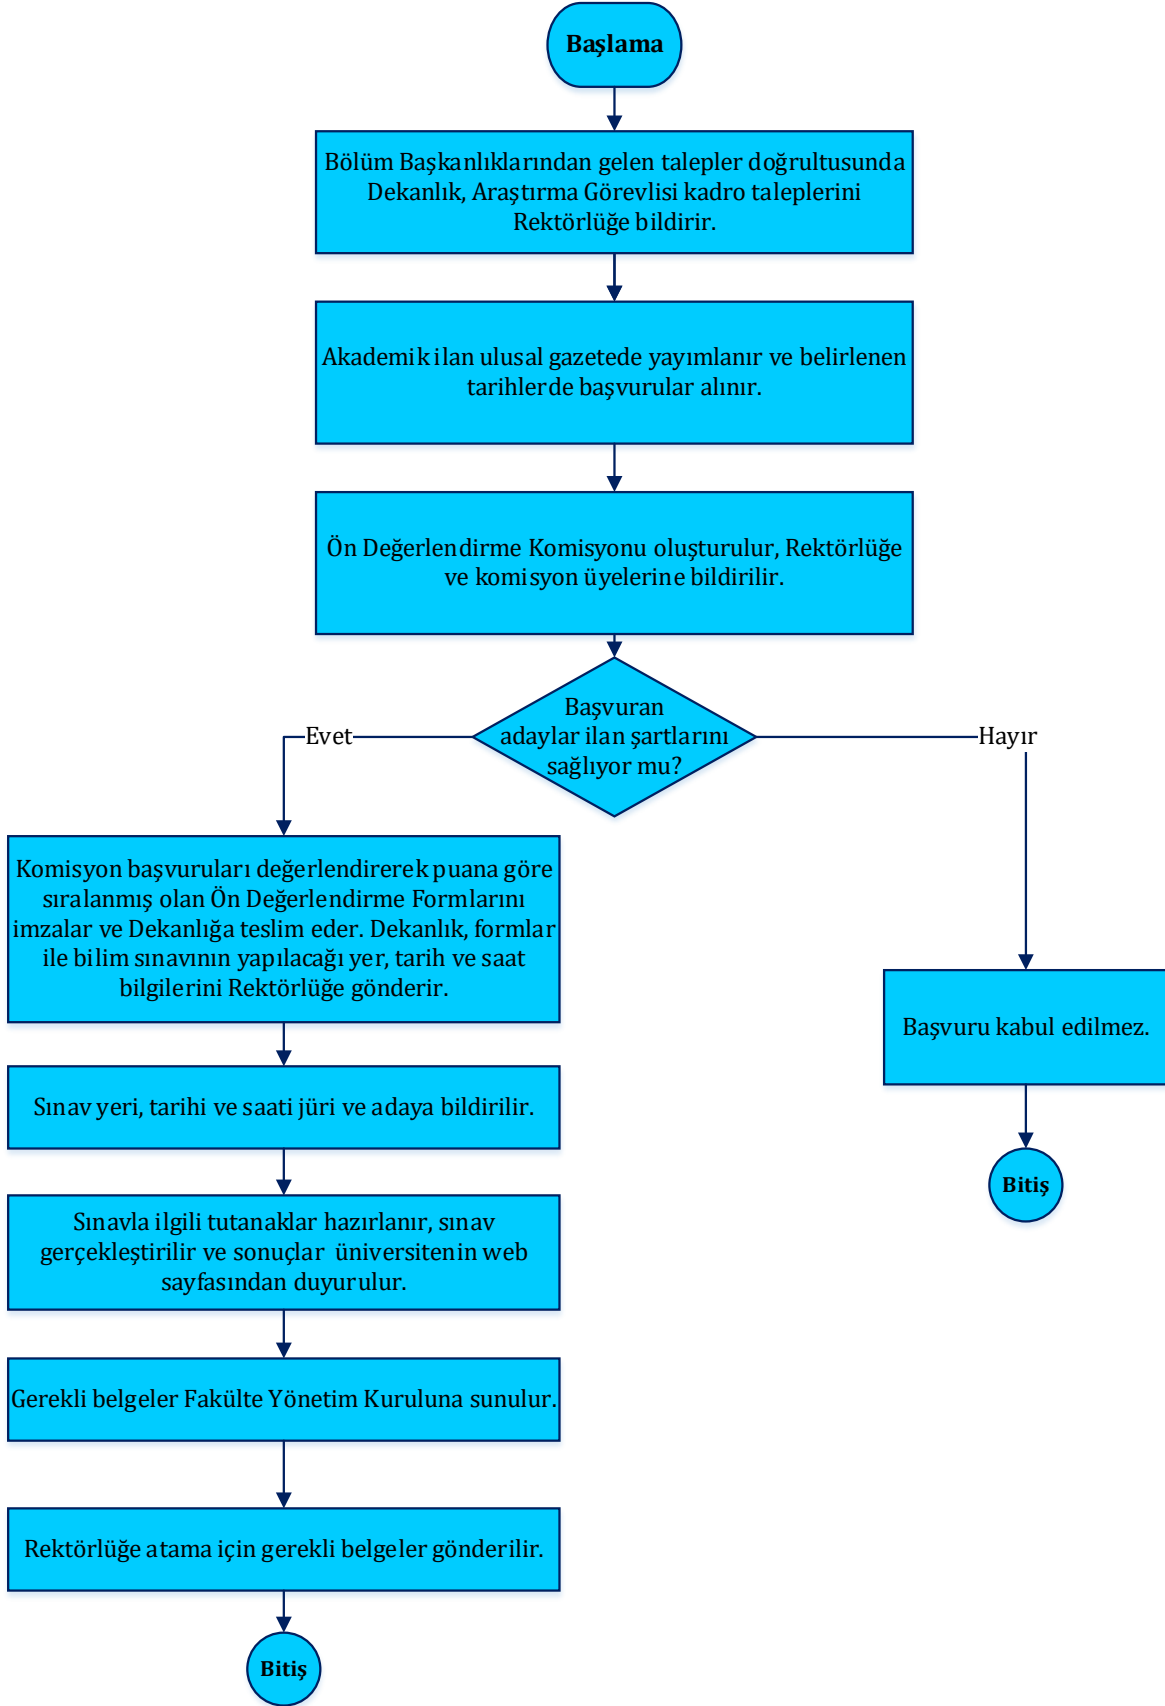 Başlama
Bölüm Başkanlıklarından gelen talepler doğrultusunda
Dekanlık, Araştırma Görevlisi kadro taleplerini
Rektörlüğe bildirir.
Akademik ilan ulusal gazetede yayımlanır ve belirlenen
tarihlerde başvurular alınır.
Ön Değerlendirme Komisyonu oluşturulur, Rektörlüğe
ve komisyon üyelerine bildirilir.
Başvuran
adaylar ilan şartlarını
sağlıyor mu?
Evet
Hayır
Komisyon başvuruları değerlendirerek puana göre
sıralanmış olan Ön Değerlendirme Formlarını
imzalar ve Dekanlığa teslim eder. Dekanlık, formlar
ile bilim sınavının yapılacağı yer, tarih ve saat
bilgilerini Rektörlüğe gönderir.
Başvuru kabul edilmez.
Sınav yeri, tarihi ve saati jüri ve adaya bildirilir.
Bitiş
Sınavla ilgili tutanaklar hazırlanır, sınav
gerçekleştirilir ve sonuçlar üniversitenin web
sayfasından duyurulur.
Gerekli belgeler Fakülte Yönetim Kuruluna sunulur.
Rektörlüğe atama için gerekli belgeler gönderilir.
Bitiş